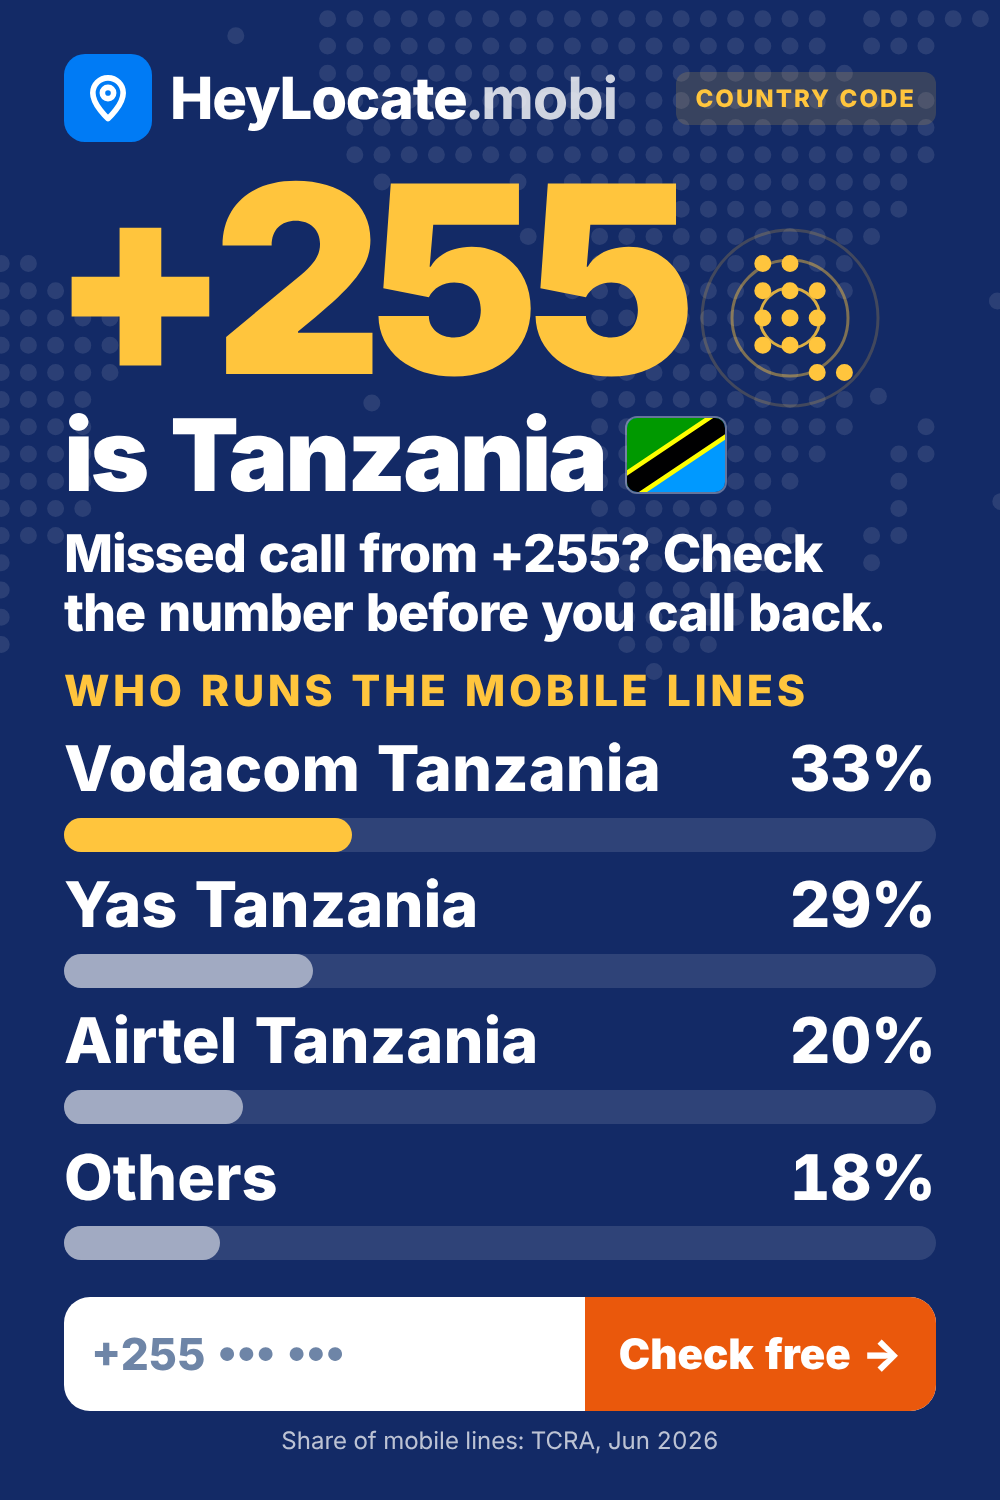 HeyLocate.mobi
COUNTRY CODE
+255
is Tanzania
Missed call from +255? Check
the number before you call back.
WHO RUNS THE MOBILE LINES
Vodacom Tanzania 33%
Yas Tanzania 29%
Airtel Tanzania 20%
Others 18%
+255 ••• •••
Check free →
Share of mobile lines: TCRA, Jun 2026